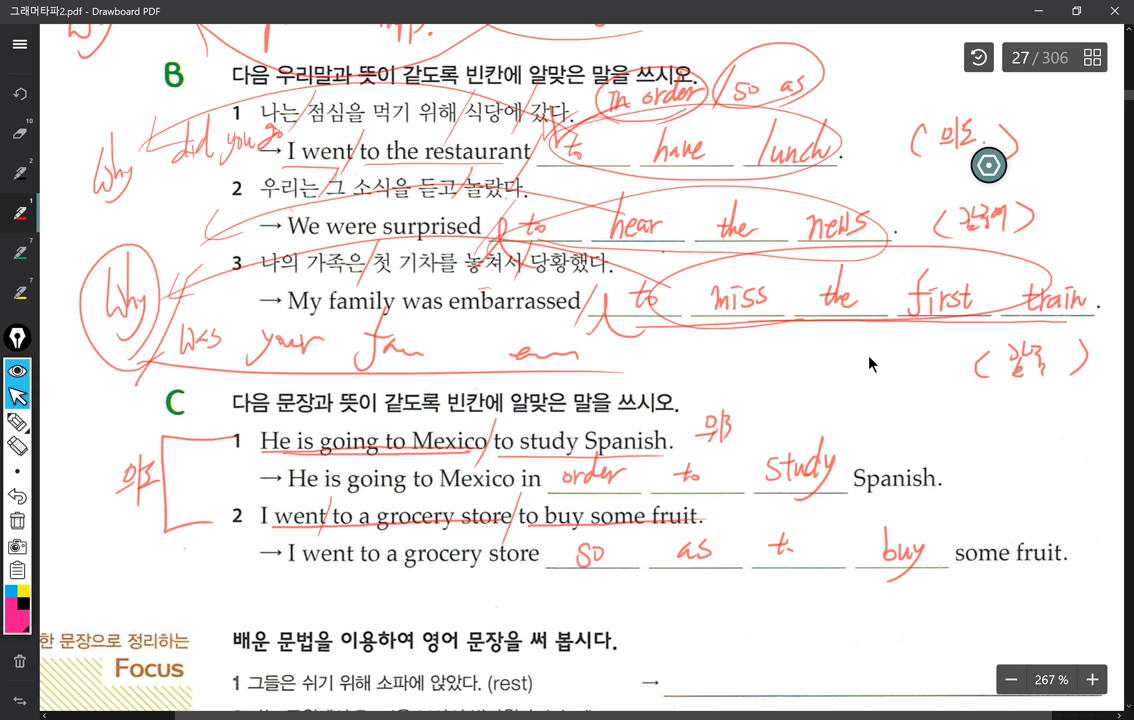 그래머타파2.pdf - Drawboard PDF
27 / 306
B 다음 우리말과 뜻이 같도록 빈칸에 알맞은 말을 쓰시오.
In order / so as
1 나는 점심을 먹기 위해 식당에 갔다.
Why did you go
→ I went to the restaurant to have lunch.
(의도.)
2 우리는 그 소식을 듣고 놀랐다.
→ We were surprised to hear the news.
3 나의 가족은 첫 기차를 놓쳐서 당황했다.
Why
→ My family was embarrassed / to miss the first train.
was your fam em
C 다음 문장과 뜻이 같도록 빈칸에 알맞은 말을 쓰시오.
의도
1 He is going to Mexico to study Spanish.
→ He is going to Mexico in order to study Spanish.
2 I went to a grocery store to buy some fruit.
→ I went to a grocery store so as to buy some fruit.
한 문장으로 정리하는
Focus
배운 문법을 이용하여 영어 문장을 써 봅시다.
1 그들은 쉬기 위해 소파에 앉았다. (rest) →
267 %